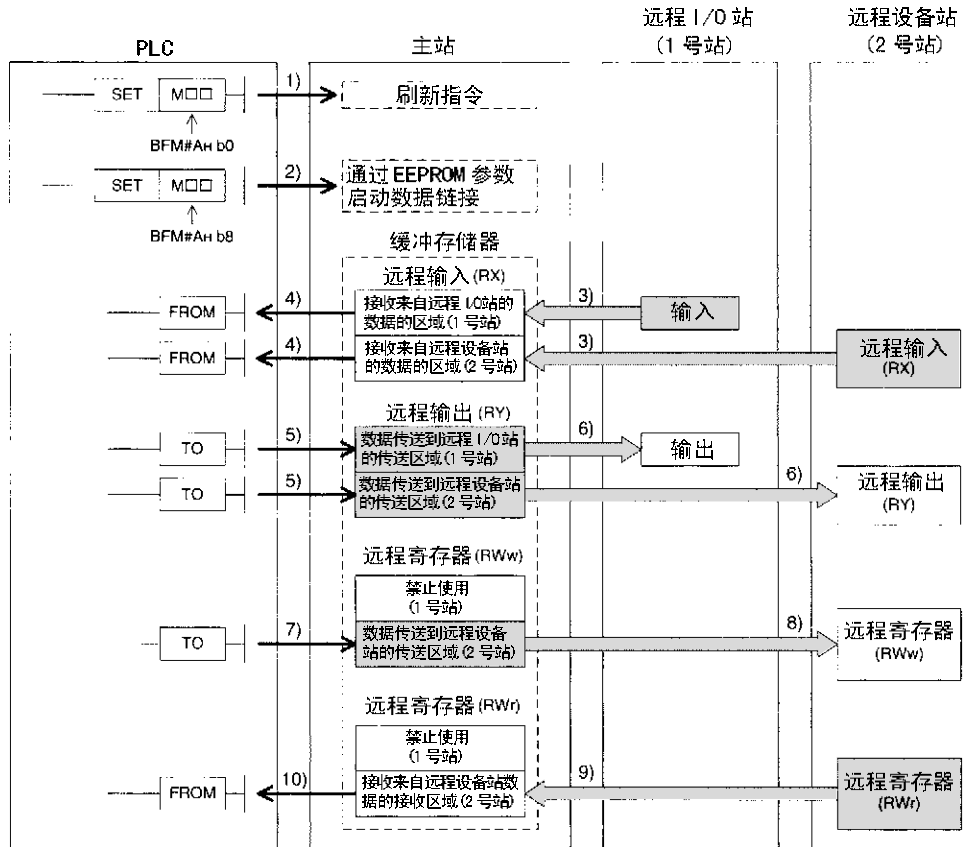 PLC
主站
远程 I/O 站
(1 号站)
远程设备站
(2 号站)
SET M□□
1)
刷新指令
BFM#AH b0
SET M□□
2)
通过 EEPROM 参数
启动数据链接
BFM#AH b8
缓冲存储器
远程输入 (RX)
FROM
4)
接收来自远程 I/O站的
数据的区域(1 号站)
3)
输入
FROM
4)
接收来自远程设备站
的数据的区域(2 号站)
3)
远程输入
(RX)
远程输出 (RY)
TO
5)
数据传送到远程 I/O站
的传送区域(1 号站)
6)
输出
TO
5)
数据传送到远程设备站
的传送区域(2 号站)
6)
远程输出
(RY)
远程寄存器 (RWw)
禁止使用
(1 号站)
TO
7)
数据传送到远程设备
站的传送区域(2 号站)
8)
远程寄存器
(RWw)
远程寄存器 (RWr)
禁止使用
(1 号站)
FROM
10)
接收来自远程设备站数
据的接收区域(2 号站)
9)
远程寄存器
(RWr)